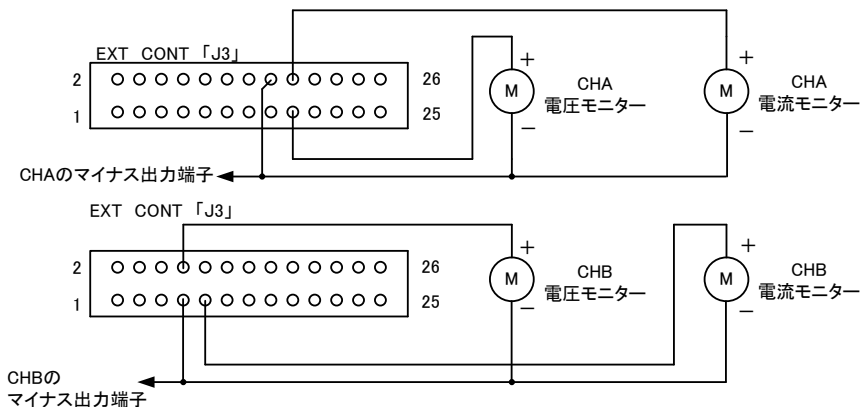 EXT CONT 「J3」
2
26
1
25
+
M
−
CHA
電圧モニター
+
M
−
CHA
電流モニター
CHAのマイナス出力端子
EXT CONT 「J3」
2
26
1
25
+
M
−
CHB
電圧モニター
+
M
−
CHB
電流モニター
CHBの
マイナス出力端子